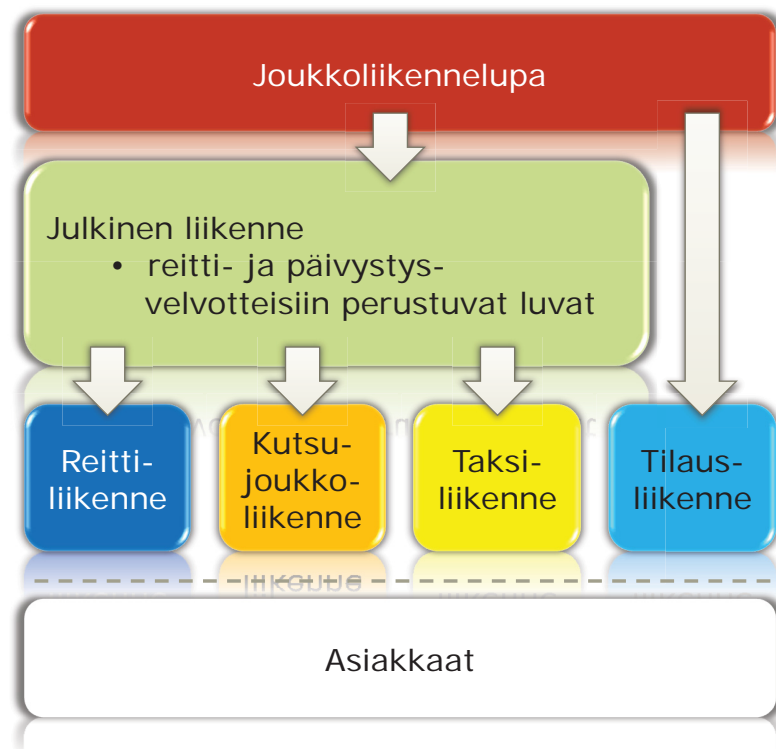 Joukkoliikennelupa
Julkinen liikenne
• reitti- ja päivystys-
velvotteisiin perustuvat luvat
Reitti-
liikenne
Kutsu-
joukko-
liikenne
Taksi-
liikenne
Tilaus-
liikenne
Asiakkaat